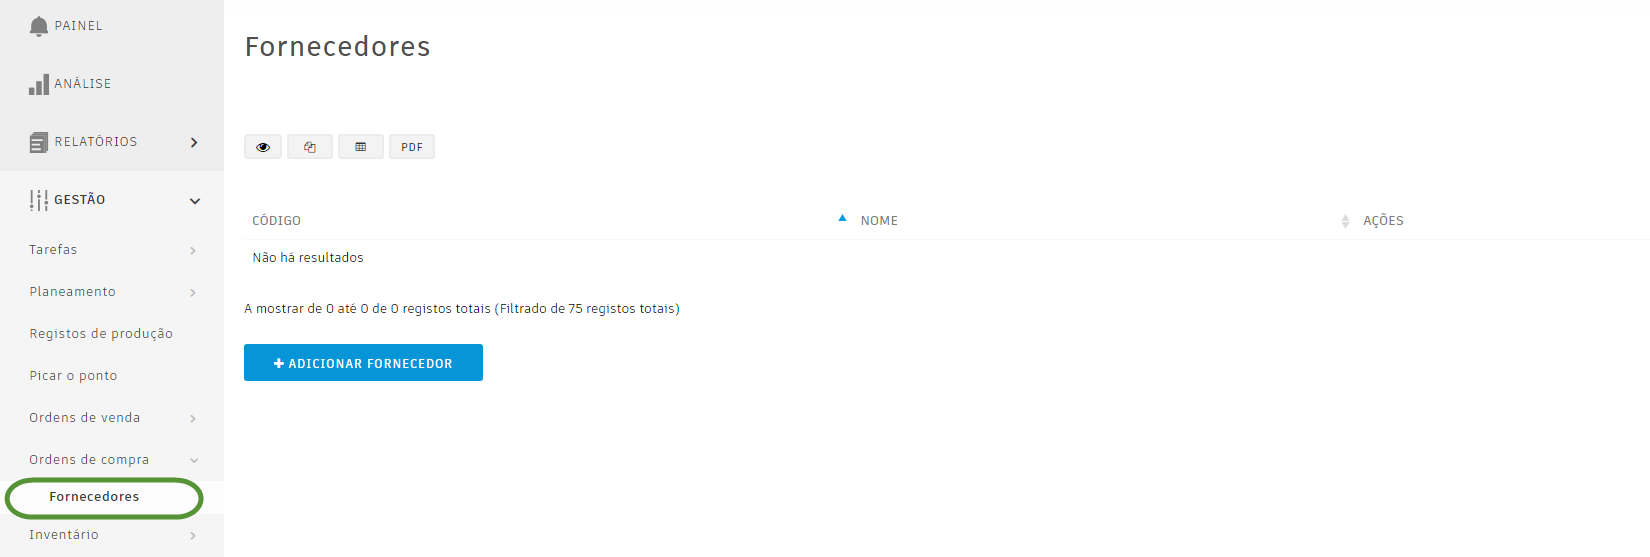 PAINEL
ANÁLISE
RELATÓRIOS
GESTÃO
Tarefas
Planeamento
Registos de produção
Picar o ponto
Ordens de venda
Ordens de compra
Fornecedores
Inventário
Fornecedores
PDF
CÓDIGO NOME AÇÕES
Não há resultados
A mostrar de 0 até 0 de 0 registos totais (Filtrado de 75 registos totais)
ADICIONAR FORNECEDOR